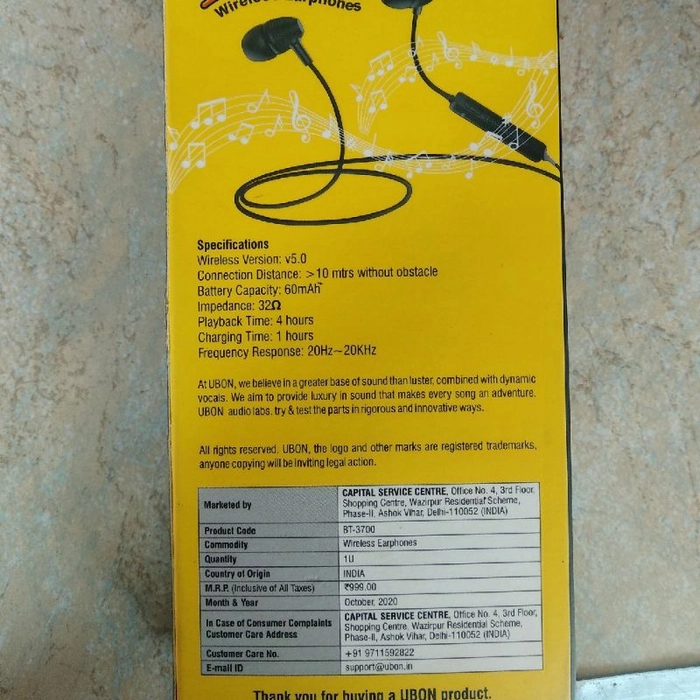 Wireless Earphones
Specifications
Wireless Version: v5.0
Connection Distance: >10 mtrs without obstacle
Battery Capacity: 60mAh
Impedance: 32Ω
Playback Time: 4 hours
Charging Time: 1 hours
Frequency Response: 20Hz~20KHz
At UBON, we believe in a greater base of sound than luster, combined with dynamic
vocals. We aim to provide luxury in sound that makes every song an adventure.
UBON audio labs, try & test the parts in rigorous and innovative ways.
All rights reserved. UBON, the logo and other marks are registered trademarks,
anyone copying will be inviting legal action.
Marketed by CAPITAL SERVICE CENTRE, Office No. 4, 3rd Floor,
Shopping Centre, Wazirpur Residential Scheme,
Phase-II, Ashok Vihar, Delhi-110052 (INDIA)
Product Code BT-3700
Commodity Wireless Earphones
Quantity 1U
Country of Origin INDIA
M.R.P. (Inclusive of All Taxes) ₹999.00
Month & Year October, 2020
In Case of Consumer Complaints
Customer Care Address
CAPITAL SERVICE CENTRE, Office No. 4, 3rd Floor,
Shopping Centre, Wazirpur Residential Scheme,
Phase-II, Ashok Vihar, Delhi-110052 (INDIA)
Customer Care No. +91 9711592822
E-mail ID support@ubon.in
Thank you for buying a UBON product.